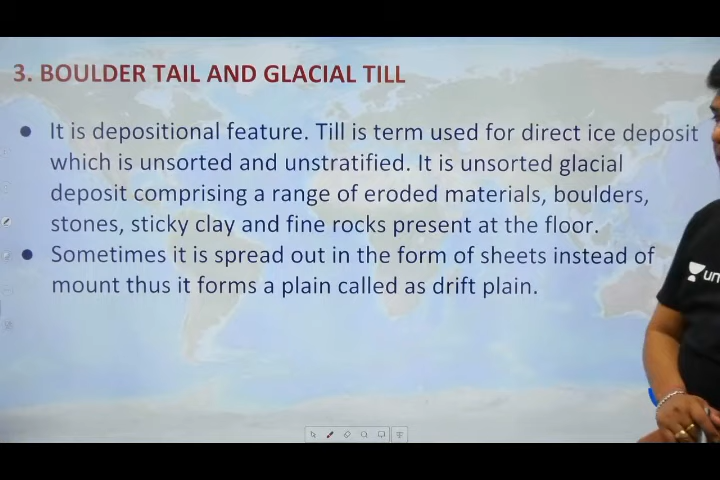 3. BOULDER TAIL AND GLACIAL TILL
● It is depositional feature. Till is term used for direct ice deposit
which is unsorted and unstratified. It is unsorted glacial
deposit comprising a range of eroded materials, boulders,
stones, sticky clay and fine rocks present at the floor.
● Sometimes it is spread out in the form of sheets instead of
mount thus it forms a plain called as drift plain.
un